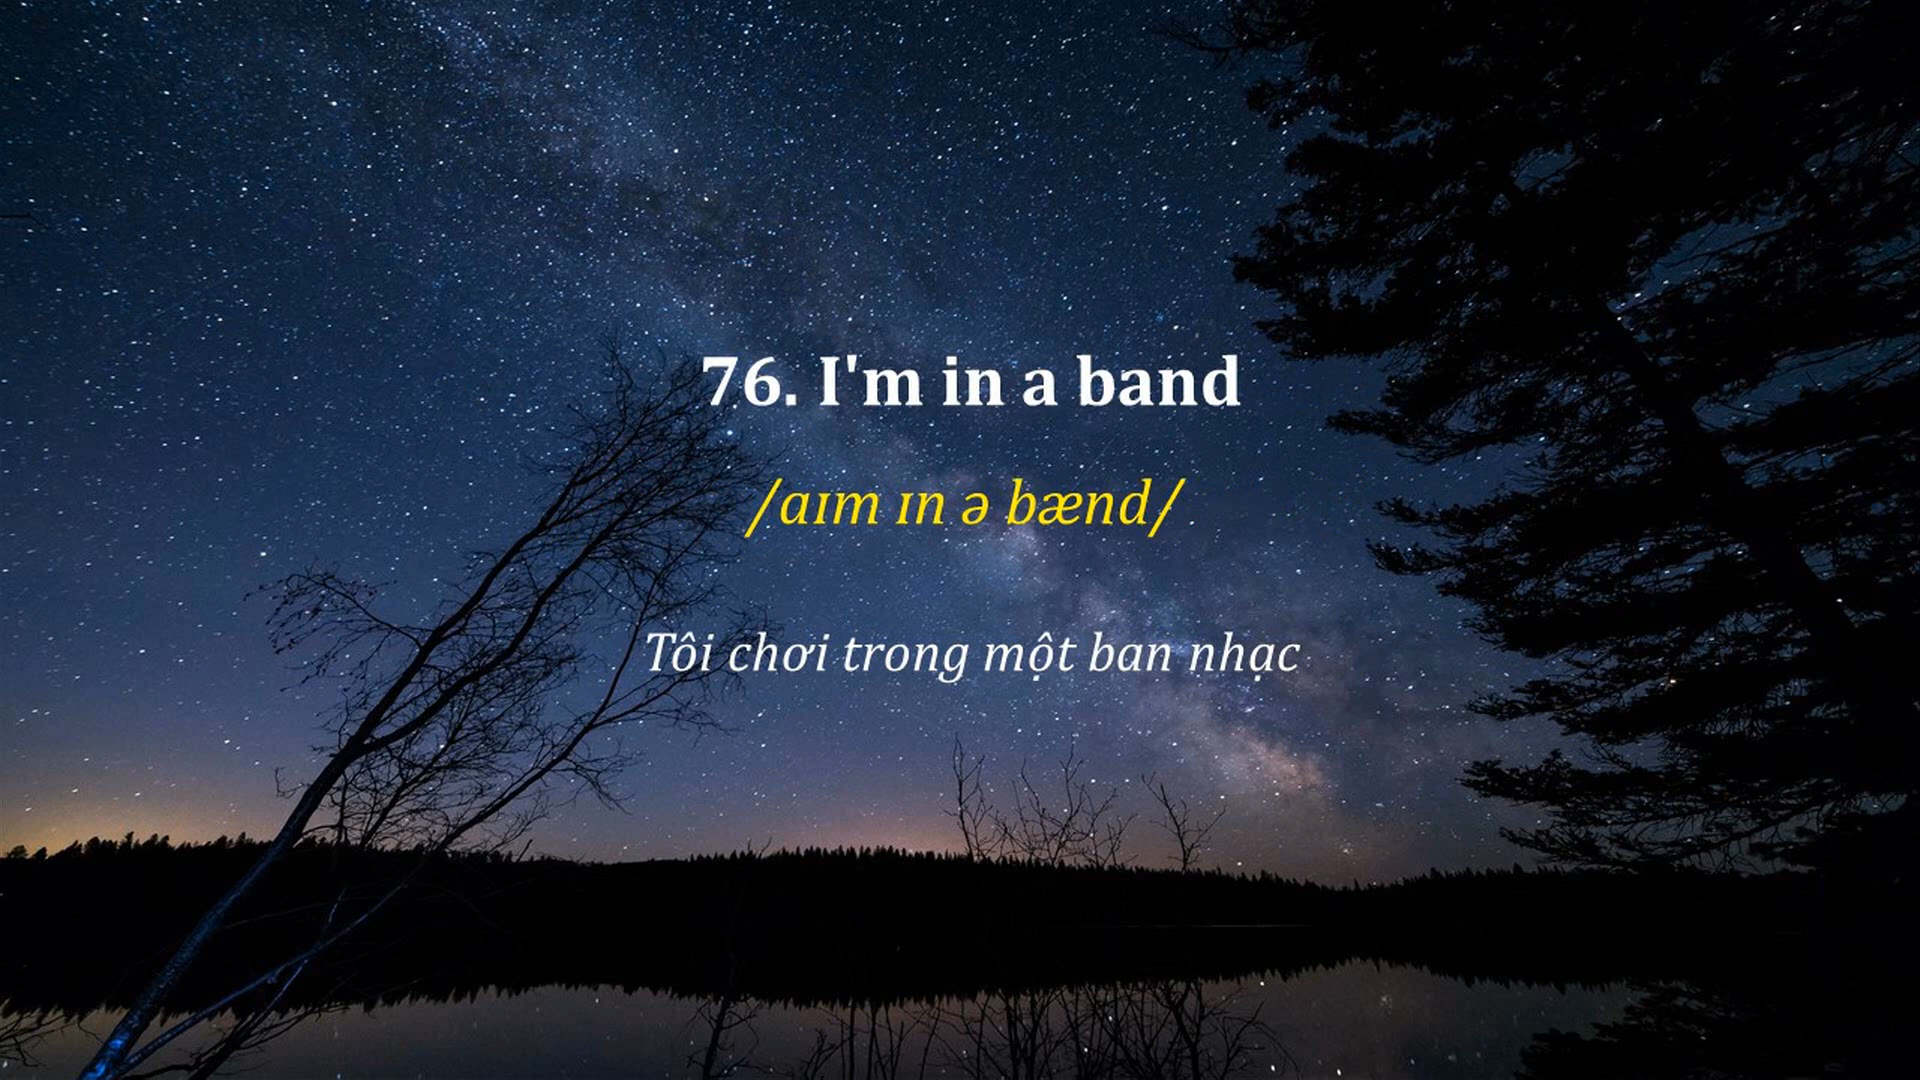 76. I'm in a band
/aɪm ɪn ə bænd/
Tôi chơi trong một ban nhạc